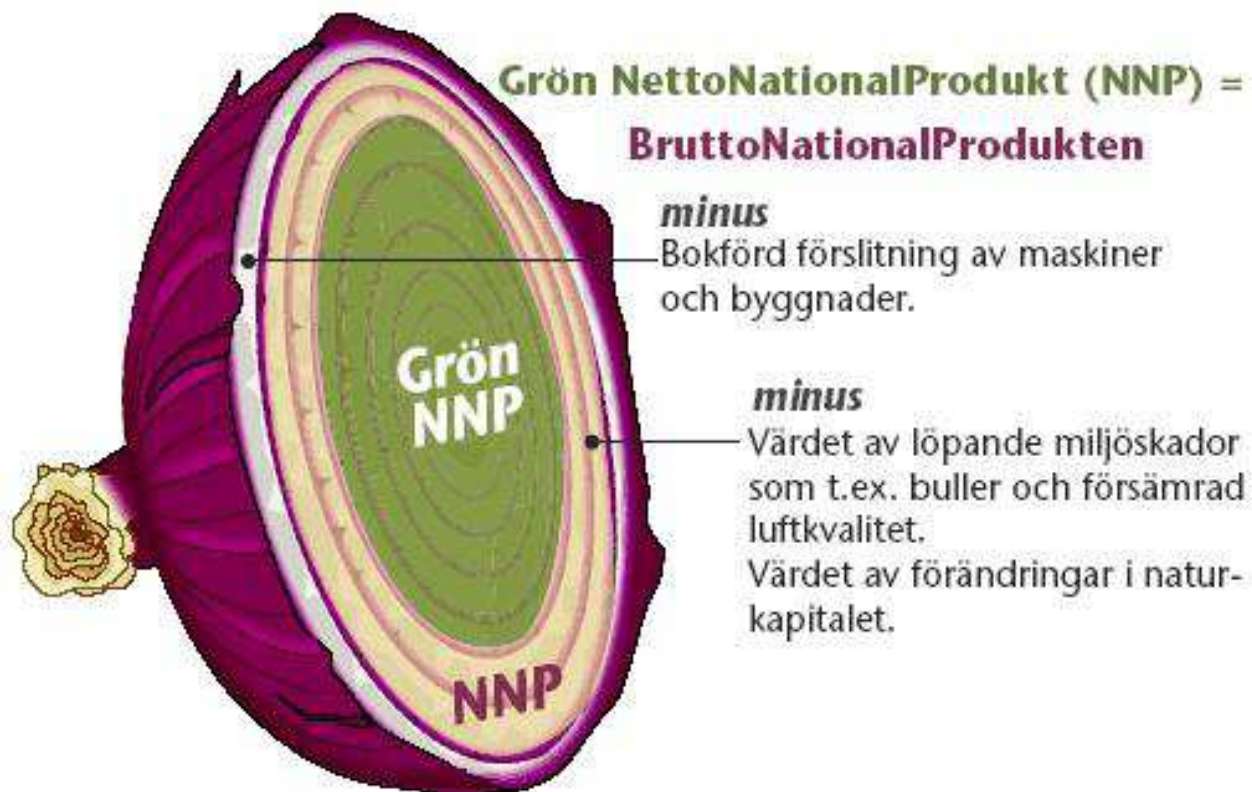 Grön NettoNationalProdukt (NNP) =
BruttoNationalProdukten
minus
Bokförd förslitning av maskiner
och byggnader.
Grön
NNP
minus
Värdet av löpande miljöskador
som t.ex. buller och försämrad
luftkvalitet.
Värdet av förändringar i natur-
kapitalet.
NNP